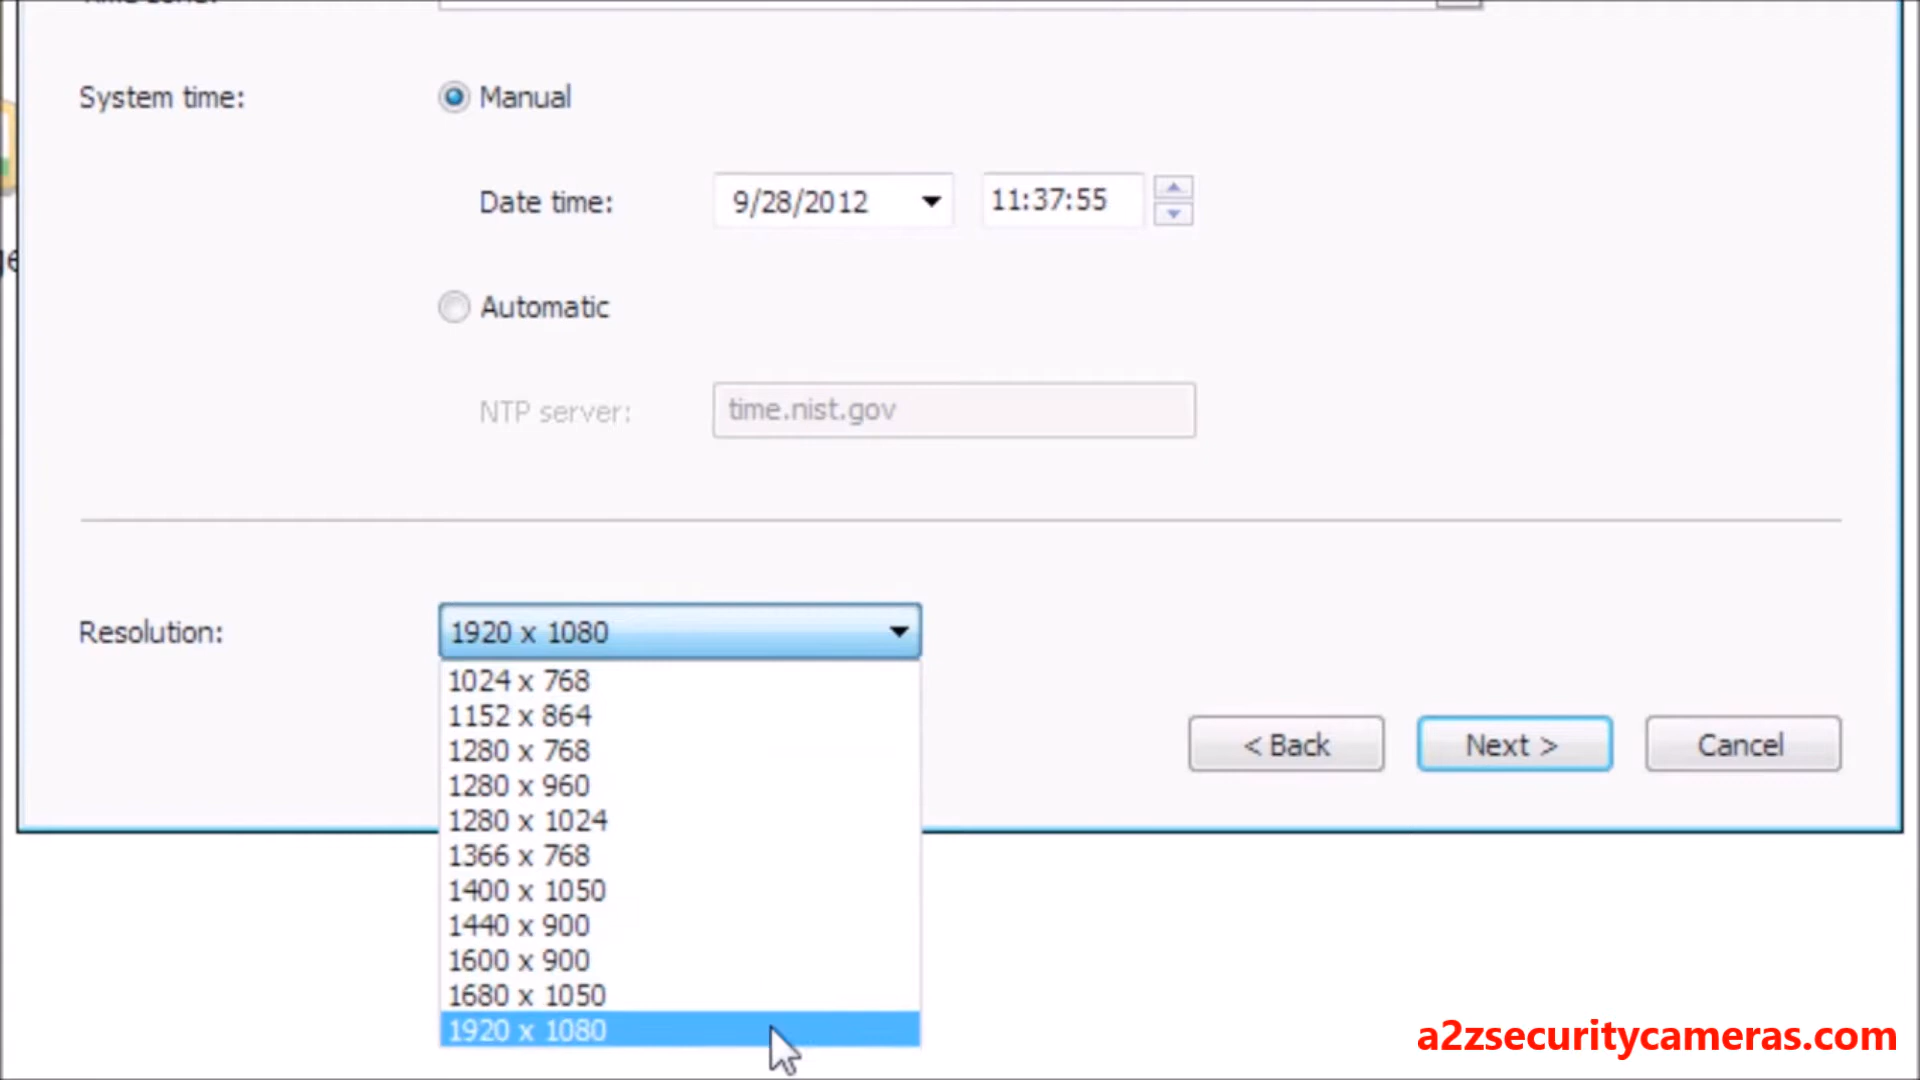 System time:
Manual
Date time:
9/28/2012
11:37:55
Automatic
NTP server:
time.nist.gov
Resolution:
1920 x 1080
1024 x 768
1152 x 864
1280 x 768
1280 x 960
1280 x 1024
1366 x 768
1400 x 1050
1440 x 900
1600 x 900
1680 x 1050
1920 x 1080
< Back
Next >
Cancel
a2zsecuritycameras.com